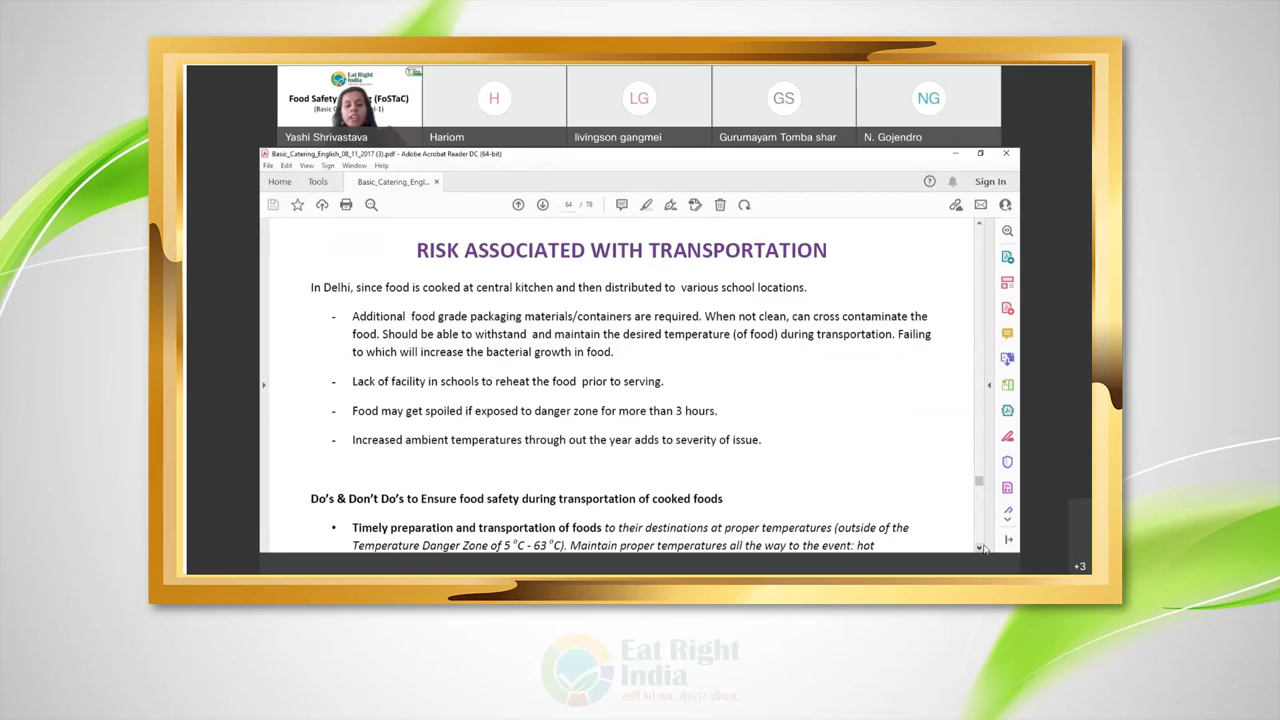 Eat Right
India
Food Safety
(FoSTaC)
(Basic
-1)
H
LG
GS
NG
Yashi Shrivastava
Hariom
livingson gangmei
Gurumayam Tomba shar
N. Gojendro
Basic_Catering_English_08_11_2017 (3).pdf - Adobe Acrobat Reader DC (64-bit)
File Edit View Sign Window Help
Home Tools Basic_Catering_Engl... × Sign In
64 / 78
RISK ASSOCIATED WITH TRANSPORTATION
In Delhi, since food is cooked at central kitchen and then distributed to various school locations.
- Additional food grade packaging materials/containers are required. When not clean, can cross contaminate the
food. Should be able to withstand and maintain the desired temperature (of food) during transportation. Failing
to which will increase the bacterial growth in food.
- Lack of facility in schools to reheat the food prior to serving.
- Food may get spoiled if exposed to danger zone for more than 3 hours.
- Increased ambient temperatures through out the year adds to severity of issue.
Do's & Don't Do's to Ensure food safety during transportation of cooked foods
• Timely preparation and transportation of foods to their destinations at proper temperatures (outside of the
Temperature Danger Zone of 5 °C - 63 °C). Maintain proper temperatures all the way to the event: hot
+3
Eat Right
India
सही भोजन. बेहतर जीवन.